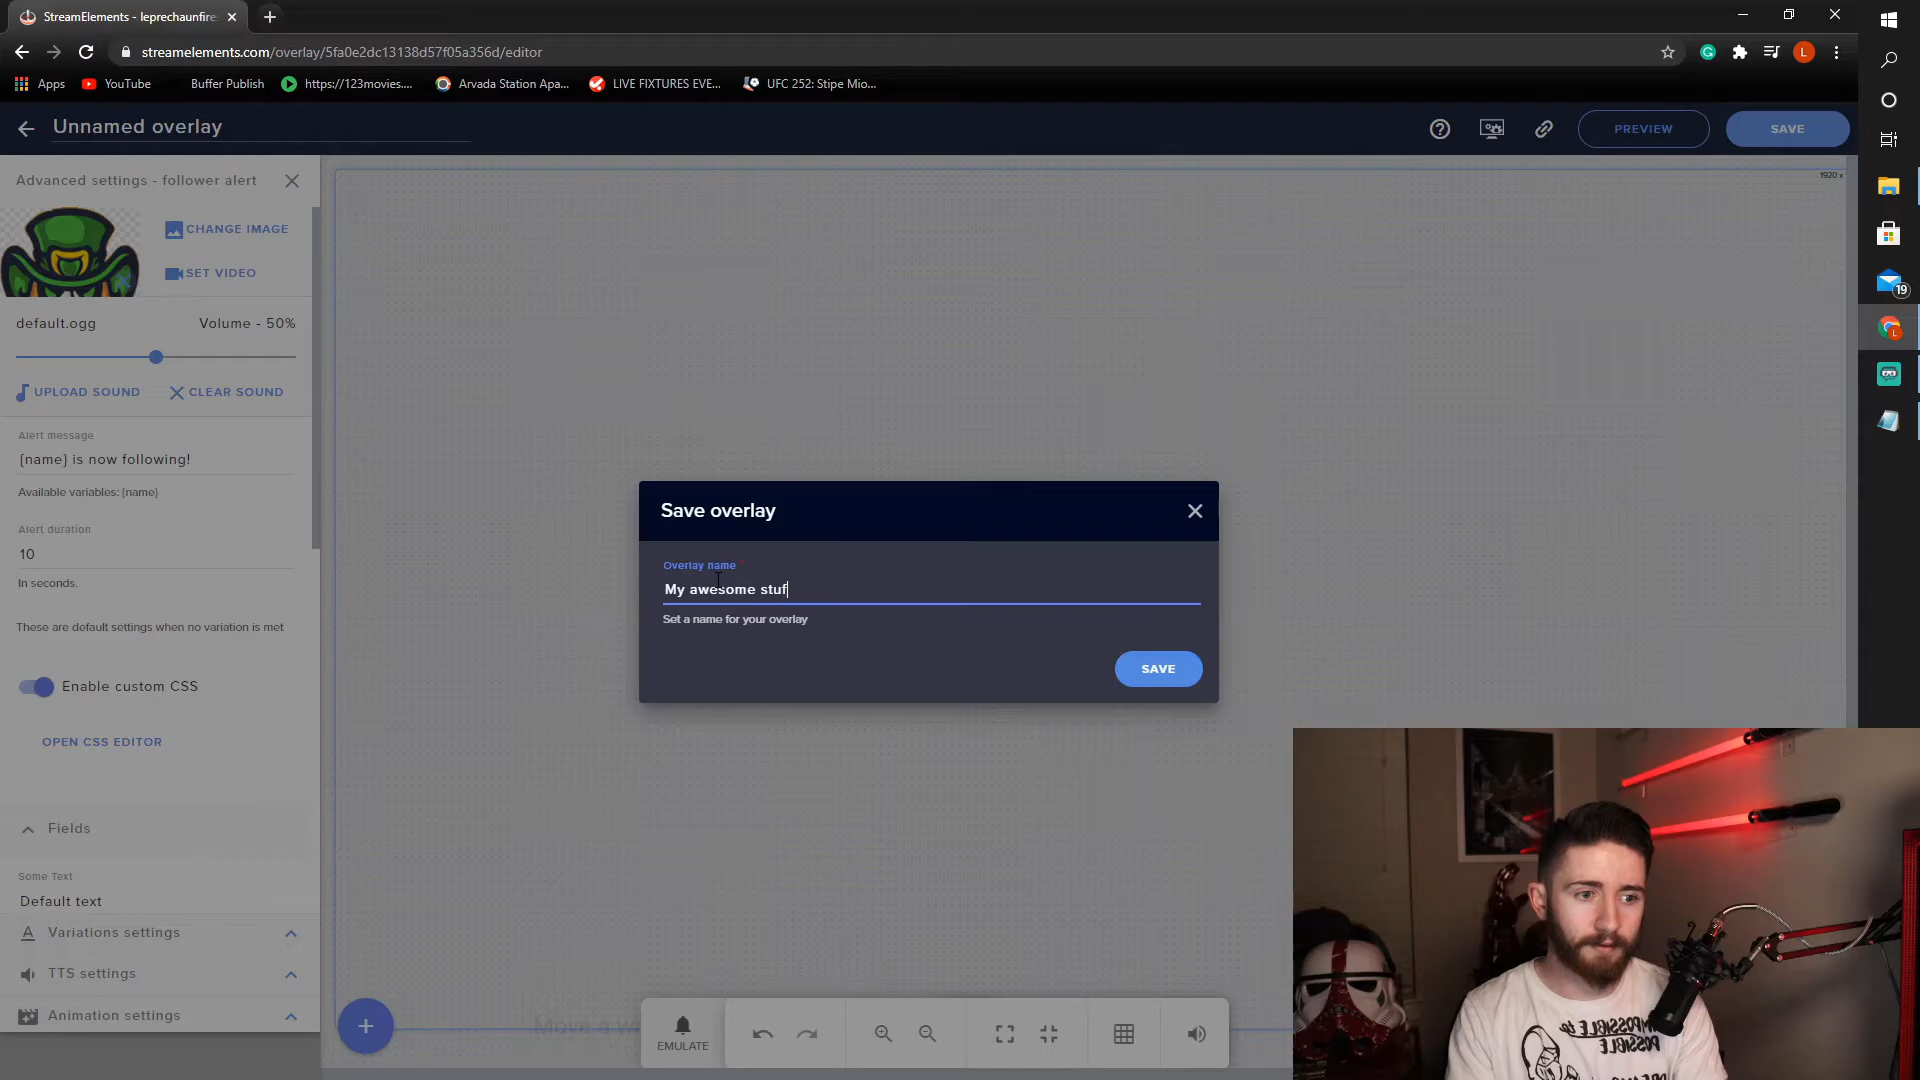 StreamElements - leprechaunfire
streamelements.com/overlay/5fa0e2dc13138d57f05a356d/editor
L
Apps
YouTube
Buffer Publish
https://123movies....
Arvada Station Apa...
LIVE FIXTURES EVE...
UFC 252: Stipe Mio...
Unnamed overlay
PREVIEW
SAVE
Advanced settings - follower alert
1920 x
CHANGE IMAGE
SET VIDEO
19
default.ogg
Volume - 50%
L
UPLOAD SOUND
CLEAR SOUND
Alert message
{name} is now following!
Available variables: {name}
Alert duration
10
In seconds.
These are default settings when no variation is met
Enable custom CSS
OPEN CSS EDITOR
Fields
Some Text
Default text
Variations settings
TTS settings
Animation settings
Save overlay
Overlay name
My awesome stuf
Set a name for your overlay
SAVE
Move a w
EMULATE
IMPOSSIBLE to
POSSIBLE